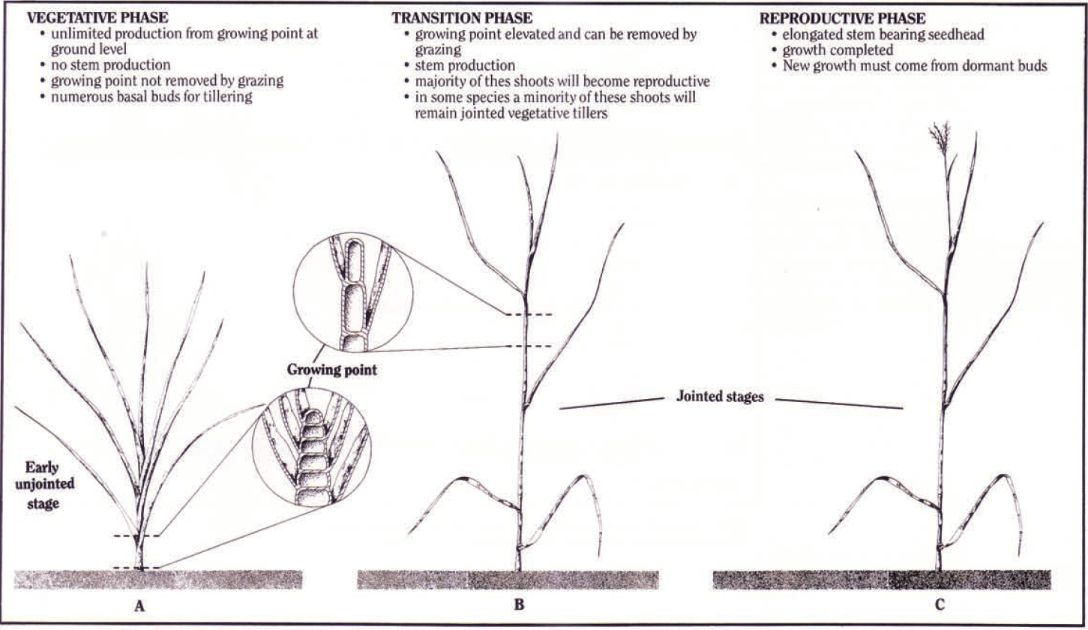 VEGETATIVE PHASE
• unlimited production from growing point at
ground level
• no stem production
• growing point not removed by grazing
• numerous basal buds for tillering
TRANSITION PHASE
• growing point elevated and can be removed by
grazing
• stem production
• majority of thes shoots will become reproductive
• in some species a minority of these shoots will
remain jointed vegetative tillers
REPRODUCTIVE PHASE
• elongated stem bearing seedhead
• growth completed
• New growth must come from dormant buds
Growing point
Jointed stages
Early
unjointed
stage
A
B
C